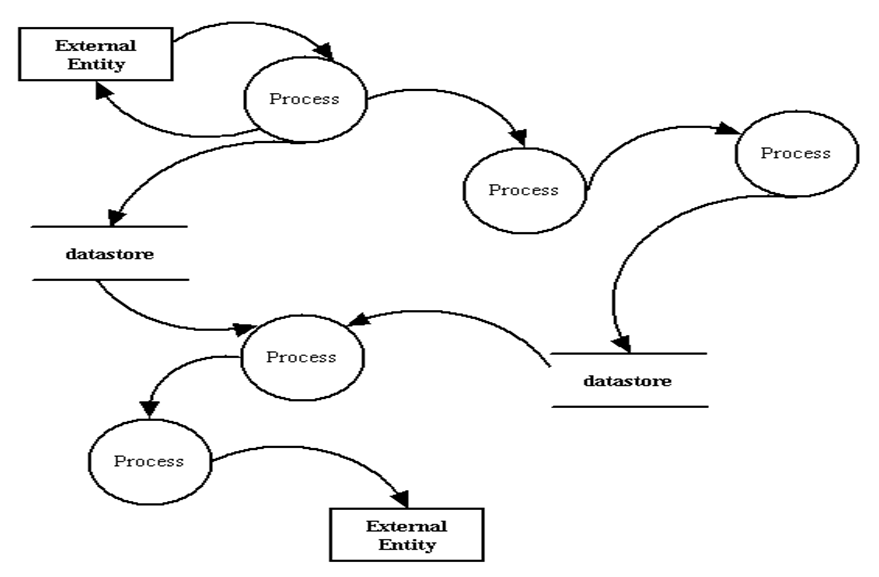 External
Entity
Process
Process
Process
datastore
Process
datastore
Process
External
Entity